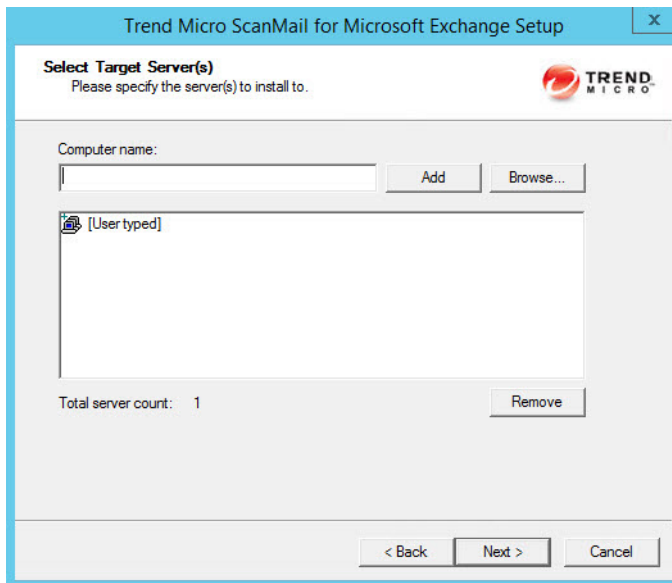 Trend Micro ScanMail for Microsoft Exchange Setup
x
Select Target Server(s)
Please specify the server(s) to install to.
TREND
MICRO
Computer name:
Add
Browse...
[User typed]
Total server count: 1
Remove
< Back
Next >
Cancel